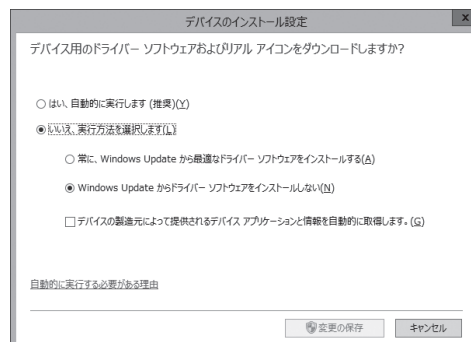 デバイスのインストール設定
x
デバイス用のドライバー ソフトウェアおよびリアル アイコンをダウンロードしますか?
はい、自動的に実行します (推奨)(Y)
いいえ、実行方法を選択します(L)
常に、Windows Update から最適なドライバー ソフトウェアをインストールする(A)
Windows Update からドライバー ソフトウェアをインストールしない(N)
デバイスの製造元によって提供されるデバイス アプリケーションと情報を自動的に取得します。(G)
自動的に実行する必要がある理由
変更の保存 キャンセル